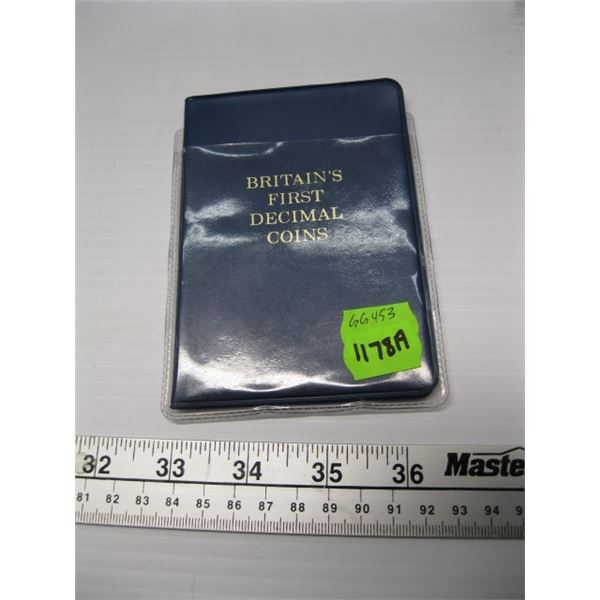 BRITAIN'S
FIRST
DECIMAL
COINS
GG453
1178A
32 33 34 35 36 Maste
81 82 83 84 85 86 87 88 89 90 91 92 93 94